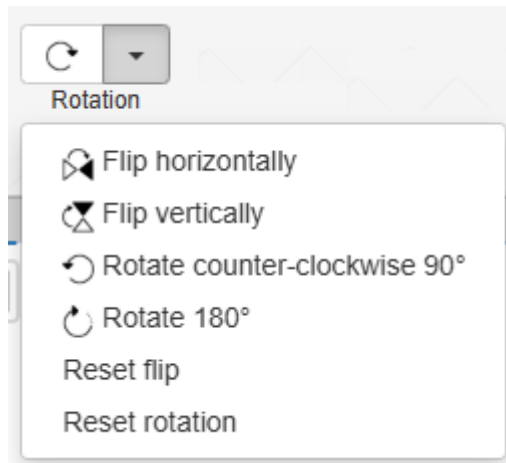 Rotation
Flip horizontally
Flip vertically
Rotate counter-clockwise 90°
Rotate 180°
Reset flip
Reset rotation